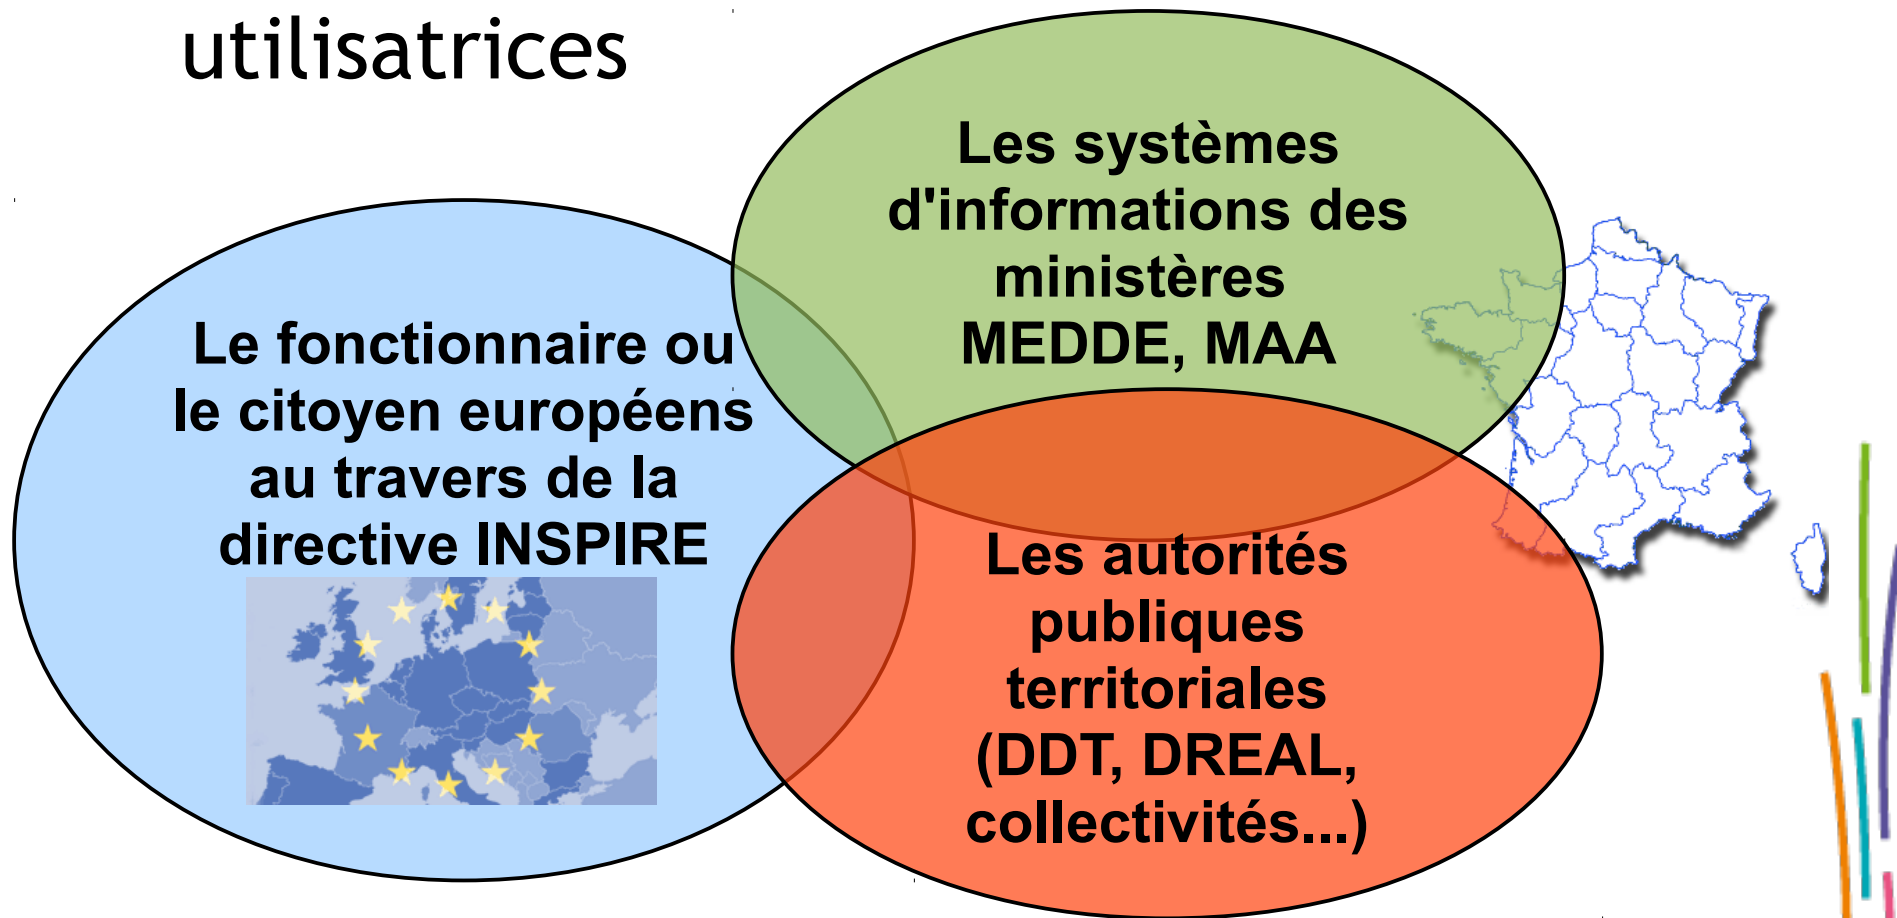 utilisatrices
Les systèmes
d'informations des
ministères
MEDDE, MAA
Le fonctionnaire ou
le citoyen européens
au travers de la
directive INSPIRE
Les autorités
publiques
territoriales
(DDT, DREAL,
collectivités...)